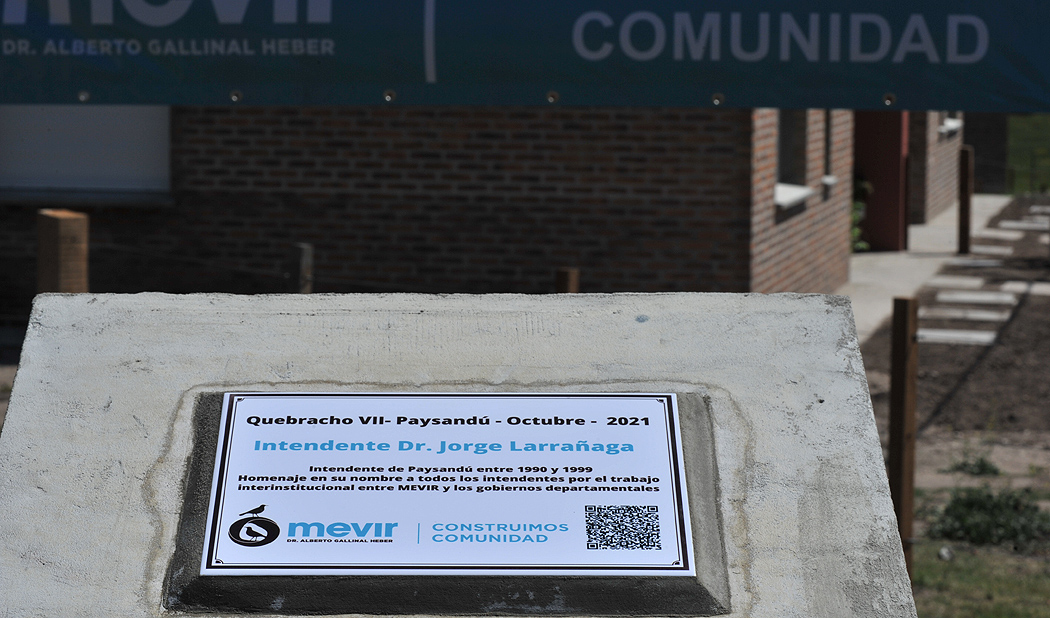 mevir
DR. ALBERTO GALLINAL HEBER
COMUNIDAD
Quebracho VII- Paysandú - Octubre - 2021
Intendente Dr. Jorge Larrañaga
Intendente de Paysandú entre 1990 y 1999
Homenaje en su nombre a todos los intendentes por el trabajo
interinstitucional entre MEVIR y los gobiernos departamentales
mevir
DR. ALBERTO GALLINAL HEBER
CONSTRUIMOS
COMUNIDAD